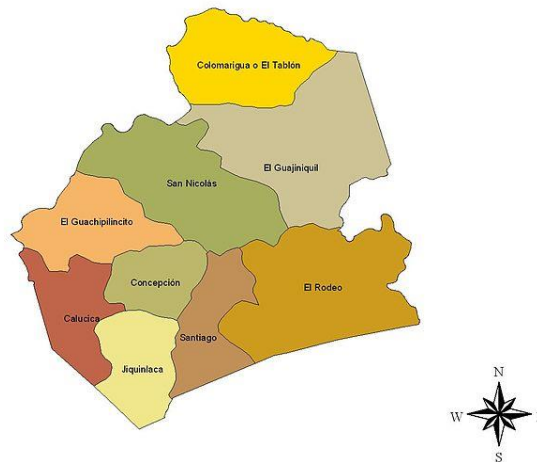 Colomarigua o El Tablón
El Guajiniquil
San Nicolás
El Guachipilincito
Concepción
El Rodeo
Calucica
Santiago
Jiquinlaca
N
W
S